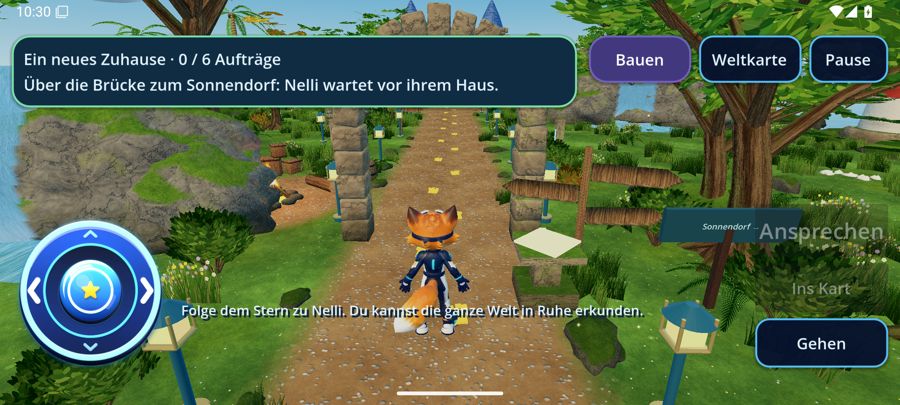 10:30
Ein neues Zuhause · 0 / 6 Aufträge
Über die Brücke zum Sonnendorf: Nelli wartet vor ihrem Haus.
Bauen
Weltkarte
Pause
Sonnendorf
Ansprechen
Ins Kart
Folge dem Stern zu Nelli. Du kannst die ganze Welt in Ruhe erkunden.
Gehen